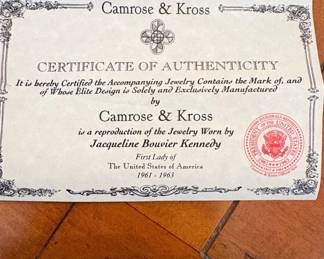 Camrose & Kross
CERTIFICATE OF AUTHENTICITY
It is hereby Certified the Accompanying Jewelry Contains the Mark of, and
of Whose Elite Design is Solely and Exclusively Manufactured
by
Camrose & Kross
is a reproduction of the Jewelry Worn by
Jacqueline Bouvier Kennedy
First Lady of
The United States of America
1961 - 1963